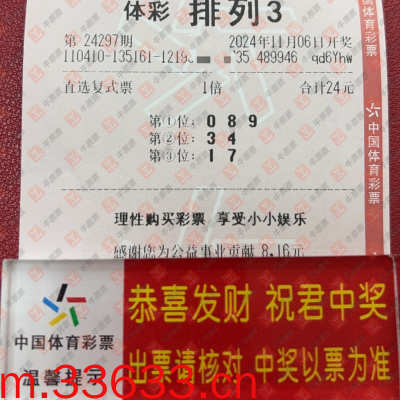 体彩 排列3
第 24297期 2024年11月06日开奖
110410-135161-12193 35 489946 qd6Yhw
直选复式票 1倍 合计24元
第①位: 0 8 9
第②位: 3 4
第③位: 1 7
理性购买彩票 享受小小娱乐
感谢您为公益事业贡献 8.16元
中国体育彩票
恭喜发财 祝君中奖
中国体育彩票
出票请核对 中奖以票为准
温馨提示
m.33633.cn